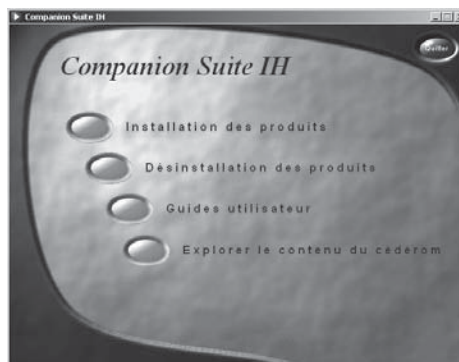 Companion Suite IH
Quitter
Companion Suite IH
Installation des produits
Désinstallation des produits
Guides utilisateur
Explorer le contenu du cédérom